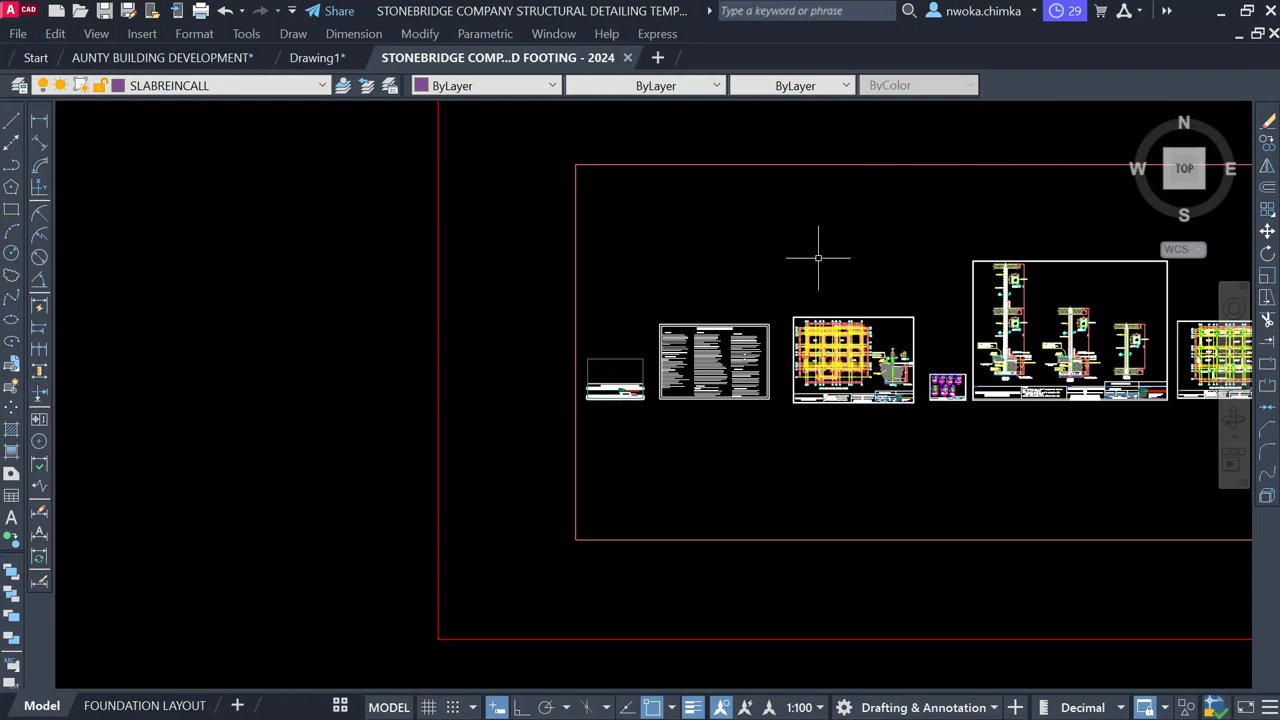 CAD
Share
STONEBRIDGE COMPANY STRUCTURAL DETAILING TEMP...
Type a keyword or phrase
nwoka.chimka
29
File Edit View Insert Format Tools Draw Dimension Modify Parametric Window Help Express
Start
AUNTY BUILDING DEVELOPMENT*
Drawing1*
STONEBRIDGE COMP...D FOOTING - 2024
SLABREINCALL
ByLayer
ByLayer
ByLayer
ByColor
N
W
TOP
E
S
WCS
A
A
ABC
Model
FOUNDATION LAYOUT
MODEL
1:100
Drafting & Annotation
Decimal